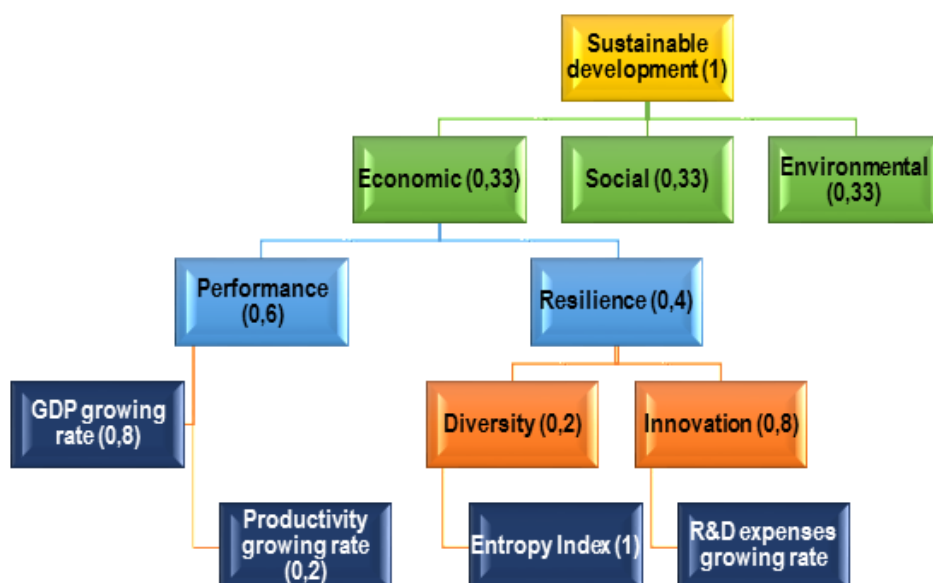 Sustainable
development (1)
Economic (0,33)
Social (0,33)
Environmental
(0,33)
Performance
(0,6)
Resilience (0,4)
GDP growing
rate (0,8)
Diversity (0,2)
Innovation (0,8)
Productivity
growing rate
(0,2)
Entropy Index (1)
R&D expenses
growing rate